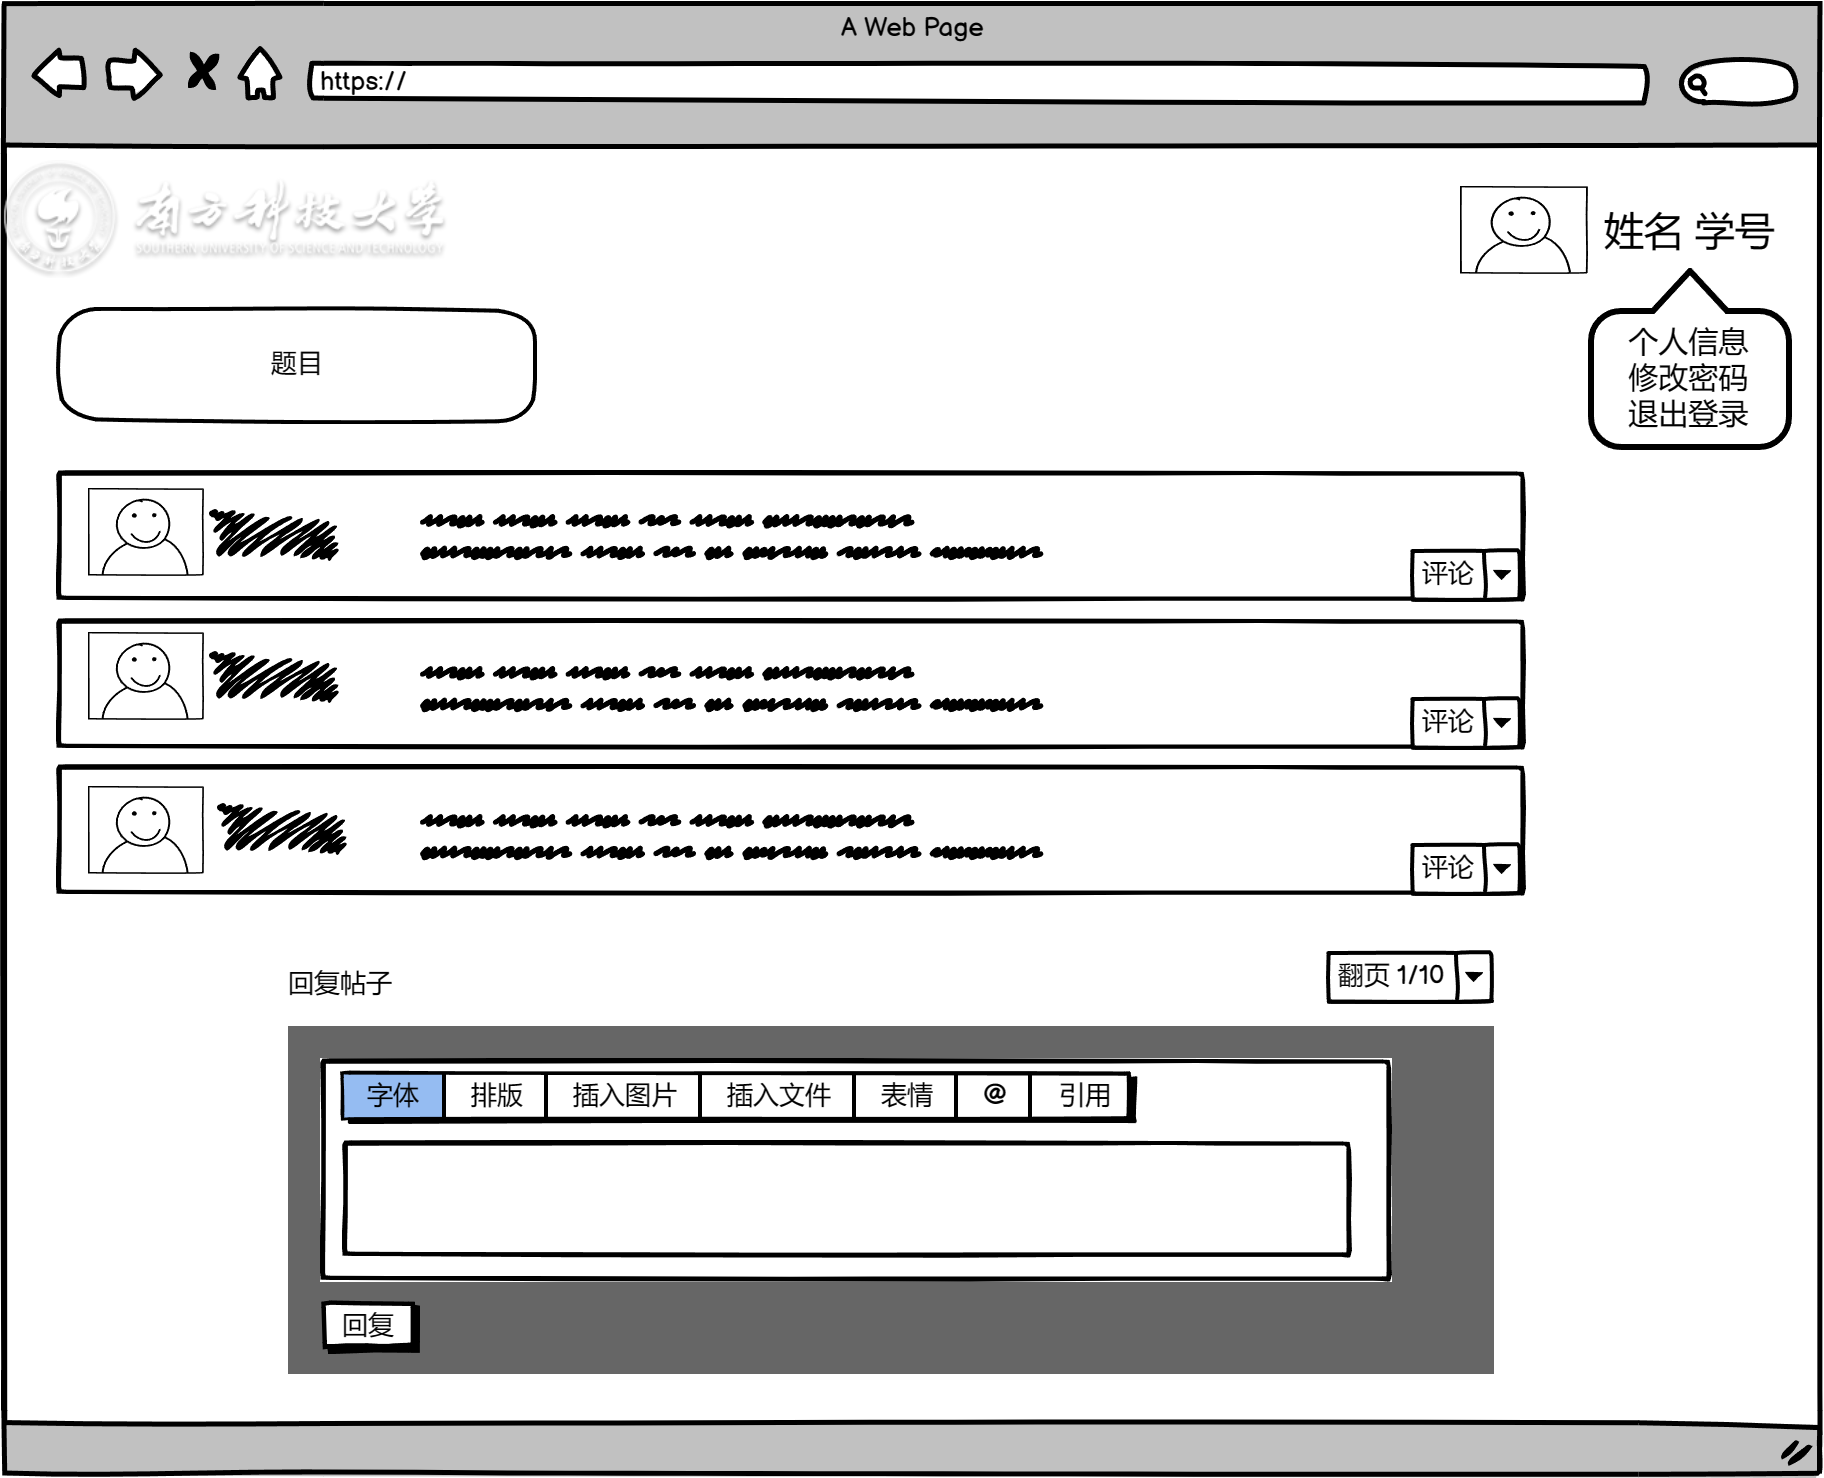 A Web Page
https://
南方科技大学
SOUTHERN UNIVERSITY OF SCIENCE AND TECHNOLOGY
姓名 学号
个人信息
修改密码
退出登录
题目
评论
评论
评论
回复帖子
翻页 1/10
字体 排版 插入图片 插入文件 表情 @ 引用
回复